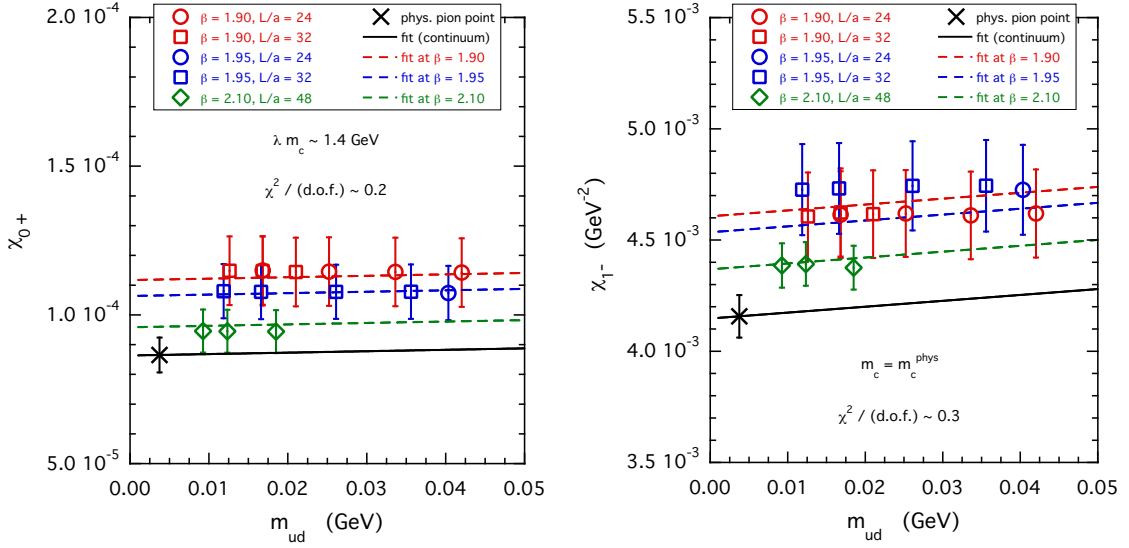 β = 1.90, L/a = 24 phys. pion point
β = 1.90, L/a = 32 fit (continuum)
β = 1.95, L/a = 24 fit at β = 1.90
β = 1.95, L/a = 32 fit at β = 1.95
β = 2.10, L/a = 48 fit at β = 2.10
λ m_c ~ 1.4 GeV
χ² / (d.o.f.) ~ 0.2
χ_0+
2.0 10⁻⁴
1.5 10⁻⁴
1.0 10⁻⁴
5.0 10⁻⁵
0.00 0.01 0.02 0.03 0.04 0.05
m_ud (GeV)
β = 1.90, L/a = 24 phys. pion point
β = 1.90, L/a = 32 fit (continuum)
β = 1.95, L/a = 24 fit at β = 1.90
β = 1.95, L/a = 32 fit at β = 1.95
β = 2.10, L/a = 48 fit at β = 2.10
χ_1- (GeV⁻²)
5.5 10⁻³
5.0 10⁻³
4.5 10⁻³
4.0 10⁻³
3.5 10⁻³
m_c = m_c^phys
χ² / (d.o.f.) ~ 0.3
0.00 0.01 0.02 0.03 0.04 0.05
m_ud (GeV)